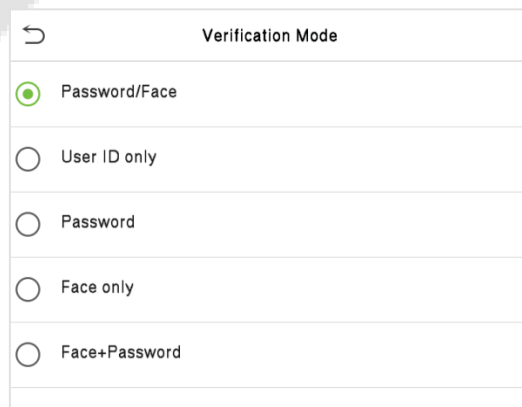 Verification Mode
Password/Face
User ID only
Password
Face only
Face+Password